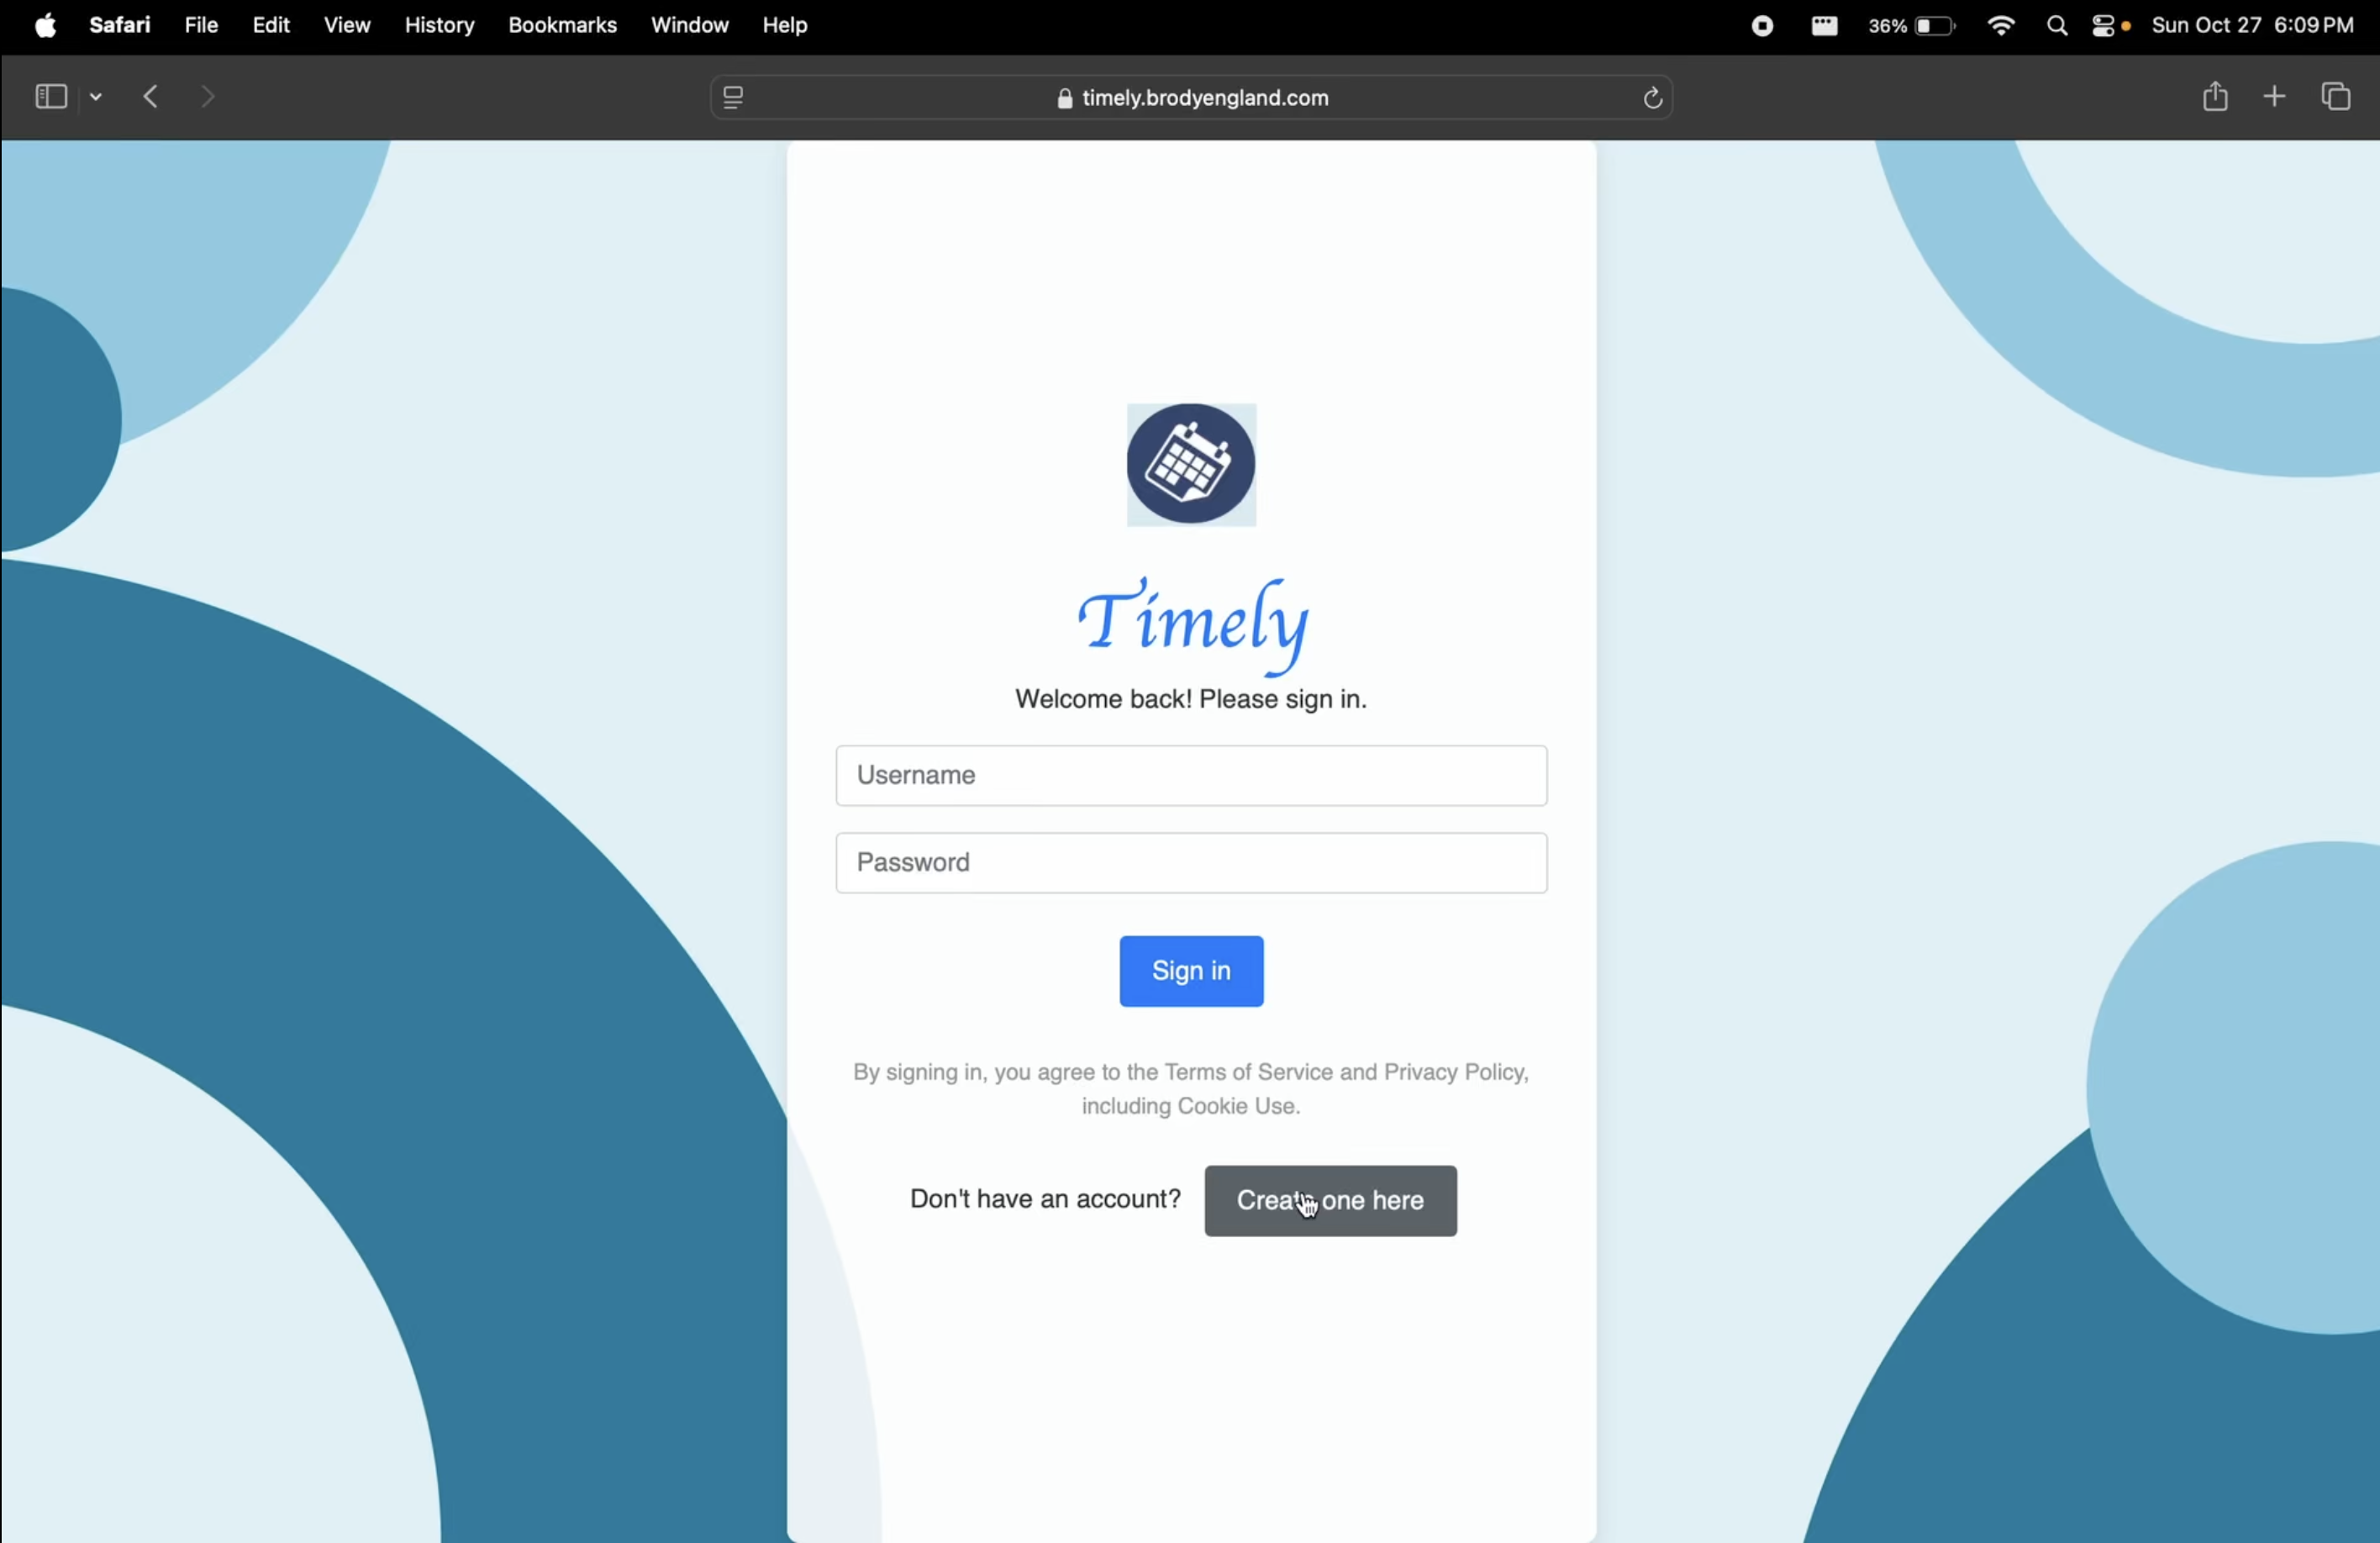 Safari File Edit View History Bookmarks Window Help 36% Sun Oct 27 6:09 PM
timely.brodyengland.com
Timely
Welcome back! Please sign in.
Username
Password
Sign in
By signing in, you agree to the Terms of Service and Privacy Policy,
including Cookie Use.
Don't have an account? Create one here